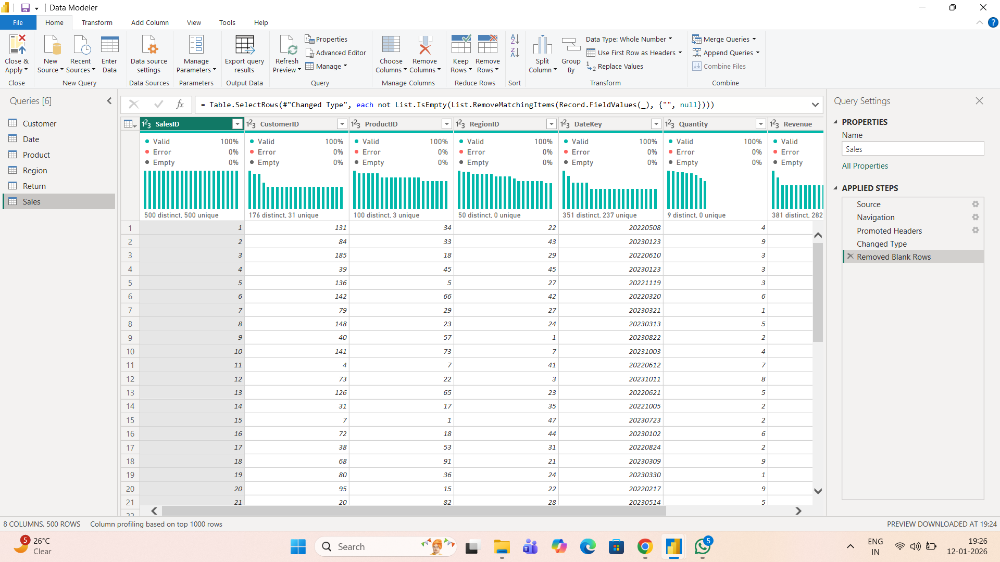 Data Modeler
File Home Transform Add Column View Tools Help
Close & Apply
New Source
Recent Sources
Enter Data
Data source settings
Manage Parameters
Export query results
Refresh Preview
Properties
Advanced Editor
Manage
Choose Columns
Remove Columns
Keep Rows
Remove Rows
Split Column
Group By
Data Type: Whole Number
Use First Row as Headers
Replace Values
Merge Queries
Append Queries
Combine Files
Close New Query Data Sources Parameters Output Data Query Manage Columns Reduce Rows Sort Transform Combine
Queries [6]
Customer
Date
Product
Region
Return
Sales
fx = Table.SelectRows(#"Changed Type", each not List.IsEmpty(List.RemoveMatchingItems(Record.FieldValues(_), {"", null})))
SalesID CustomerID ProductID RegionID DateKey Quantity Revenue
Valid 100% Valid 100% Valid 100% Valid 100% Valid 100% Valid 100% Valid
Error 0% Error 0% Error 0% Error 0% Error 0% Error 0% Error
Empty 0% Empty 0% Empty 0% Empty 0% Empty 0% Empty 0% Empty
500 distinct, 500 unique 176 distinct, 31 unique 100 distinct, 3 unique 50 distinct, 0 unique 351 distinct, 237 unique 9 distinct, 0 unique 381 distinct, 282
1 1 131 34 22 20220508 4
2 2 84 33 43 20230123 9
3 3 185 18 29 20220610 3
4 4 39 45 45 20230123 3
5 5 136 5 27 20221119 3
6 6 142 66 42 20220320 6
7 7 79 29 27 20230321 1
8 8 148 23 24 20230313 5
9 9 40 57 1 20230822 2
10 10 141 73 7 20231003 4
11 11 4 7 41 20220612 7
12 12 73 22 3 20231011 8
13 13 126 65 23 20220621 5
14 14 31 17 35 20221005 2
15 15 7 1 47 20230723 2
16 16 72 18 44 20230102 6
17 17 38 53 31 20220824 2
18 18 68 91 21 20230309 9
19 19 80 36 24 20230330 1
20 20 95 15 22 20220217 9
21 21 20 82 28 20230514 5
22
Query Settings
PROPERTIES
Name
Sales
All Properties
APPLIED STEPS
Source
Navigation
Promoted Headers
Changed Type
Removed Blank Rows
8 COLUMNS, 500 ROWS Column profiling based on top 1000 rows PREVIEW DOWNLOADED AT 19:24
5
26°C
Clear
Search
5
ENG
IN
19:26
12-01-2026